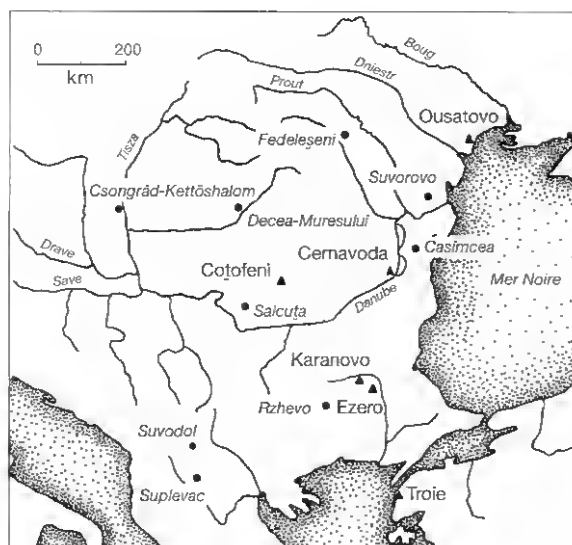 0 200
km
Boug
Dniestr
Prout
Ousatovo
Tisza
Fedeleşeni
Suvorovo
Csongrád-Kettöshalom
Decea-Muresului
Casimcea
Drave
Cernavoda
Coţofeni
Save
Danube
Mer Noire
Salcuţa
Karanovo
Rzhevo
Ezero
Suvodol
Suplevac
Troie